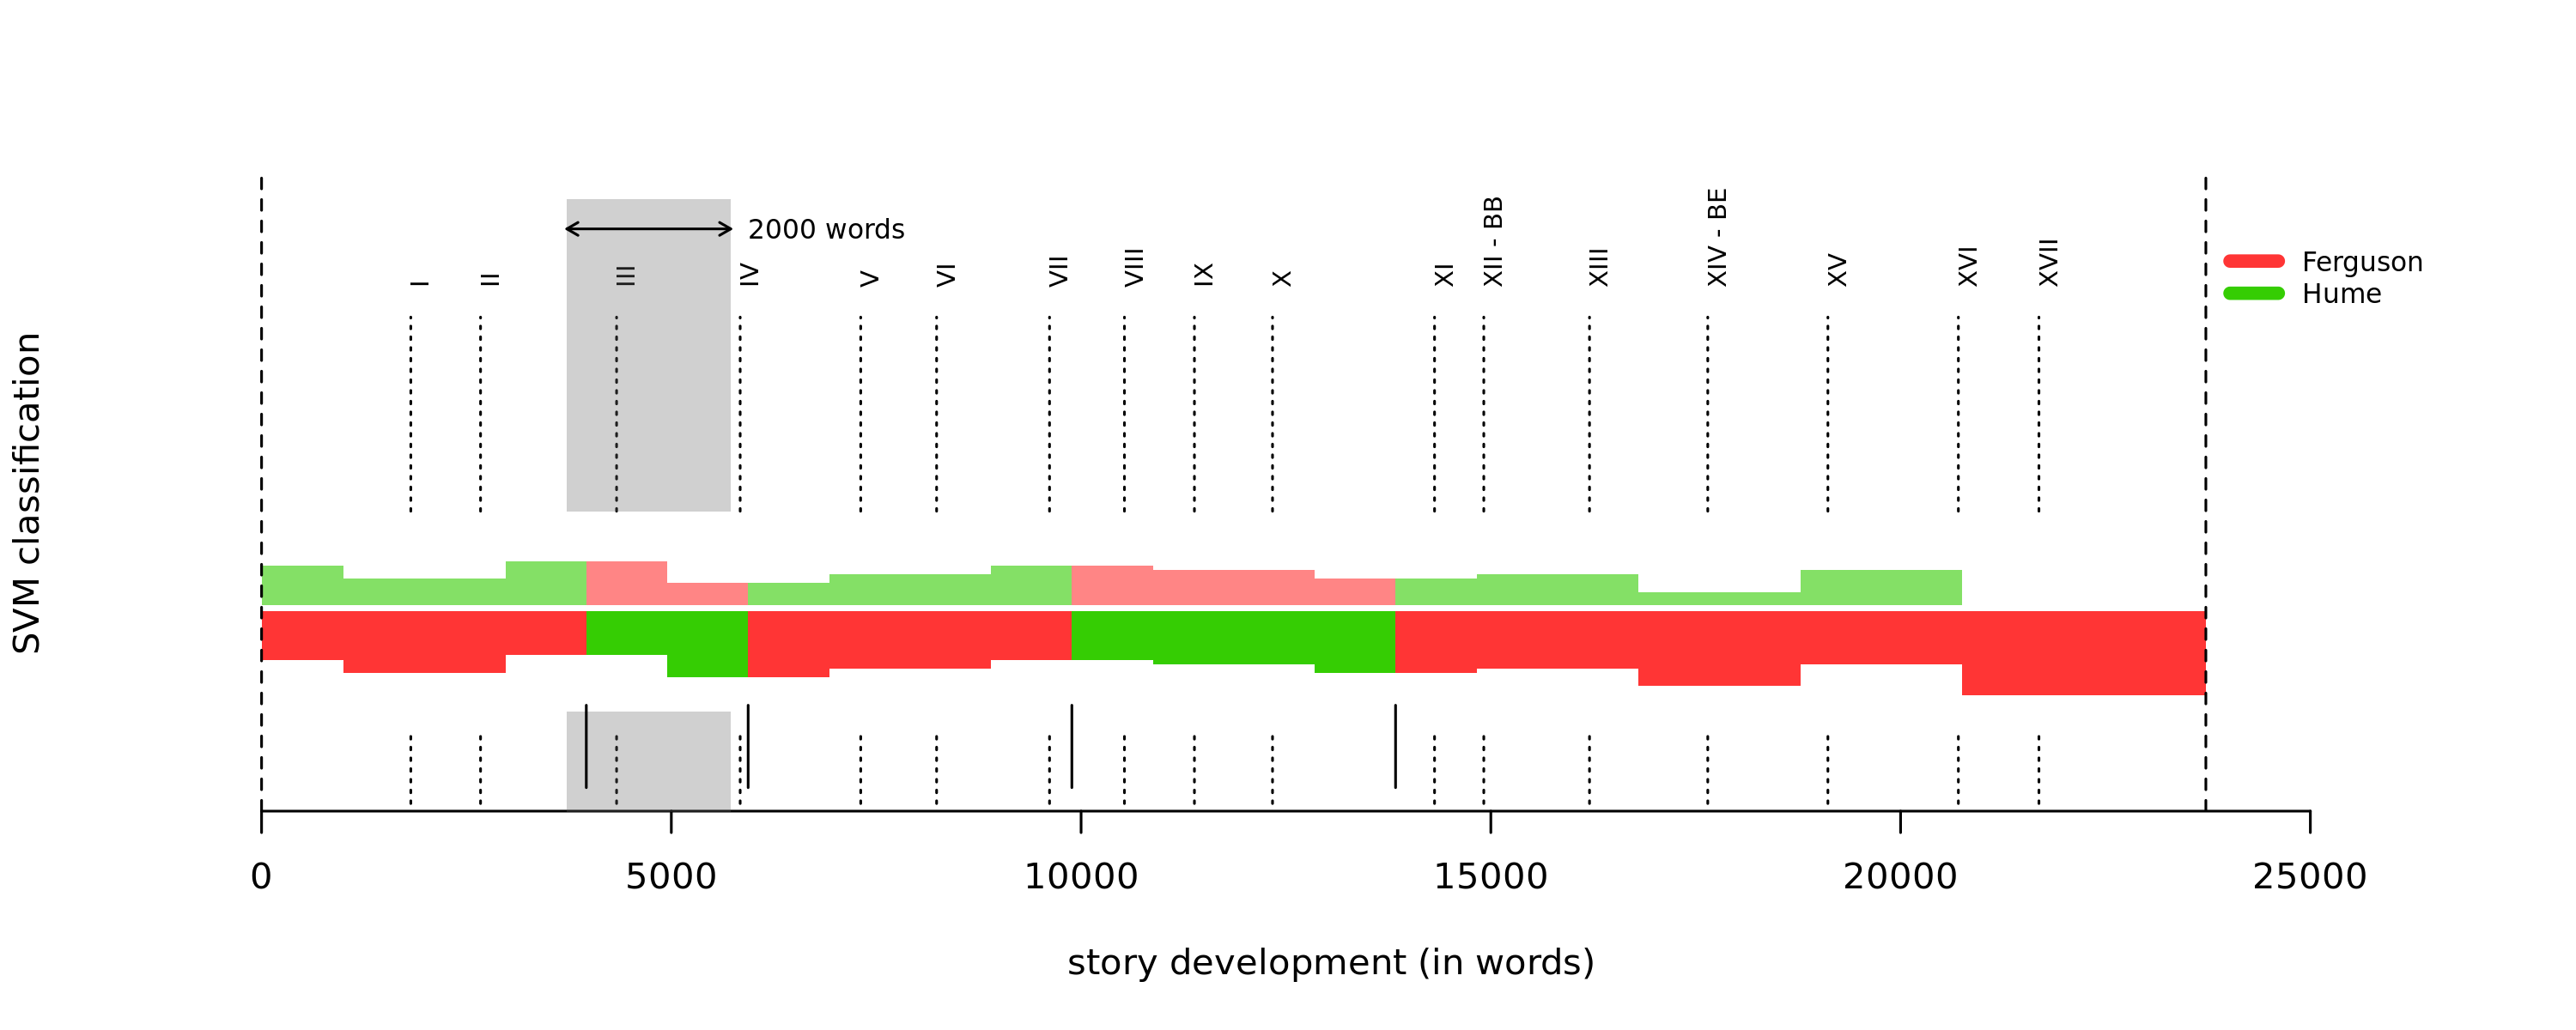 2000 words
I
II
III
IV
V
VI
VII
VIII
IX
X
XI
XII - BB
XIII
XIV - BE
XV
XVI
XVII
Ferguson
Hume
SVM classification
0
5000
10000
15000
20000
25000
story development (in words)